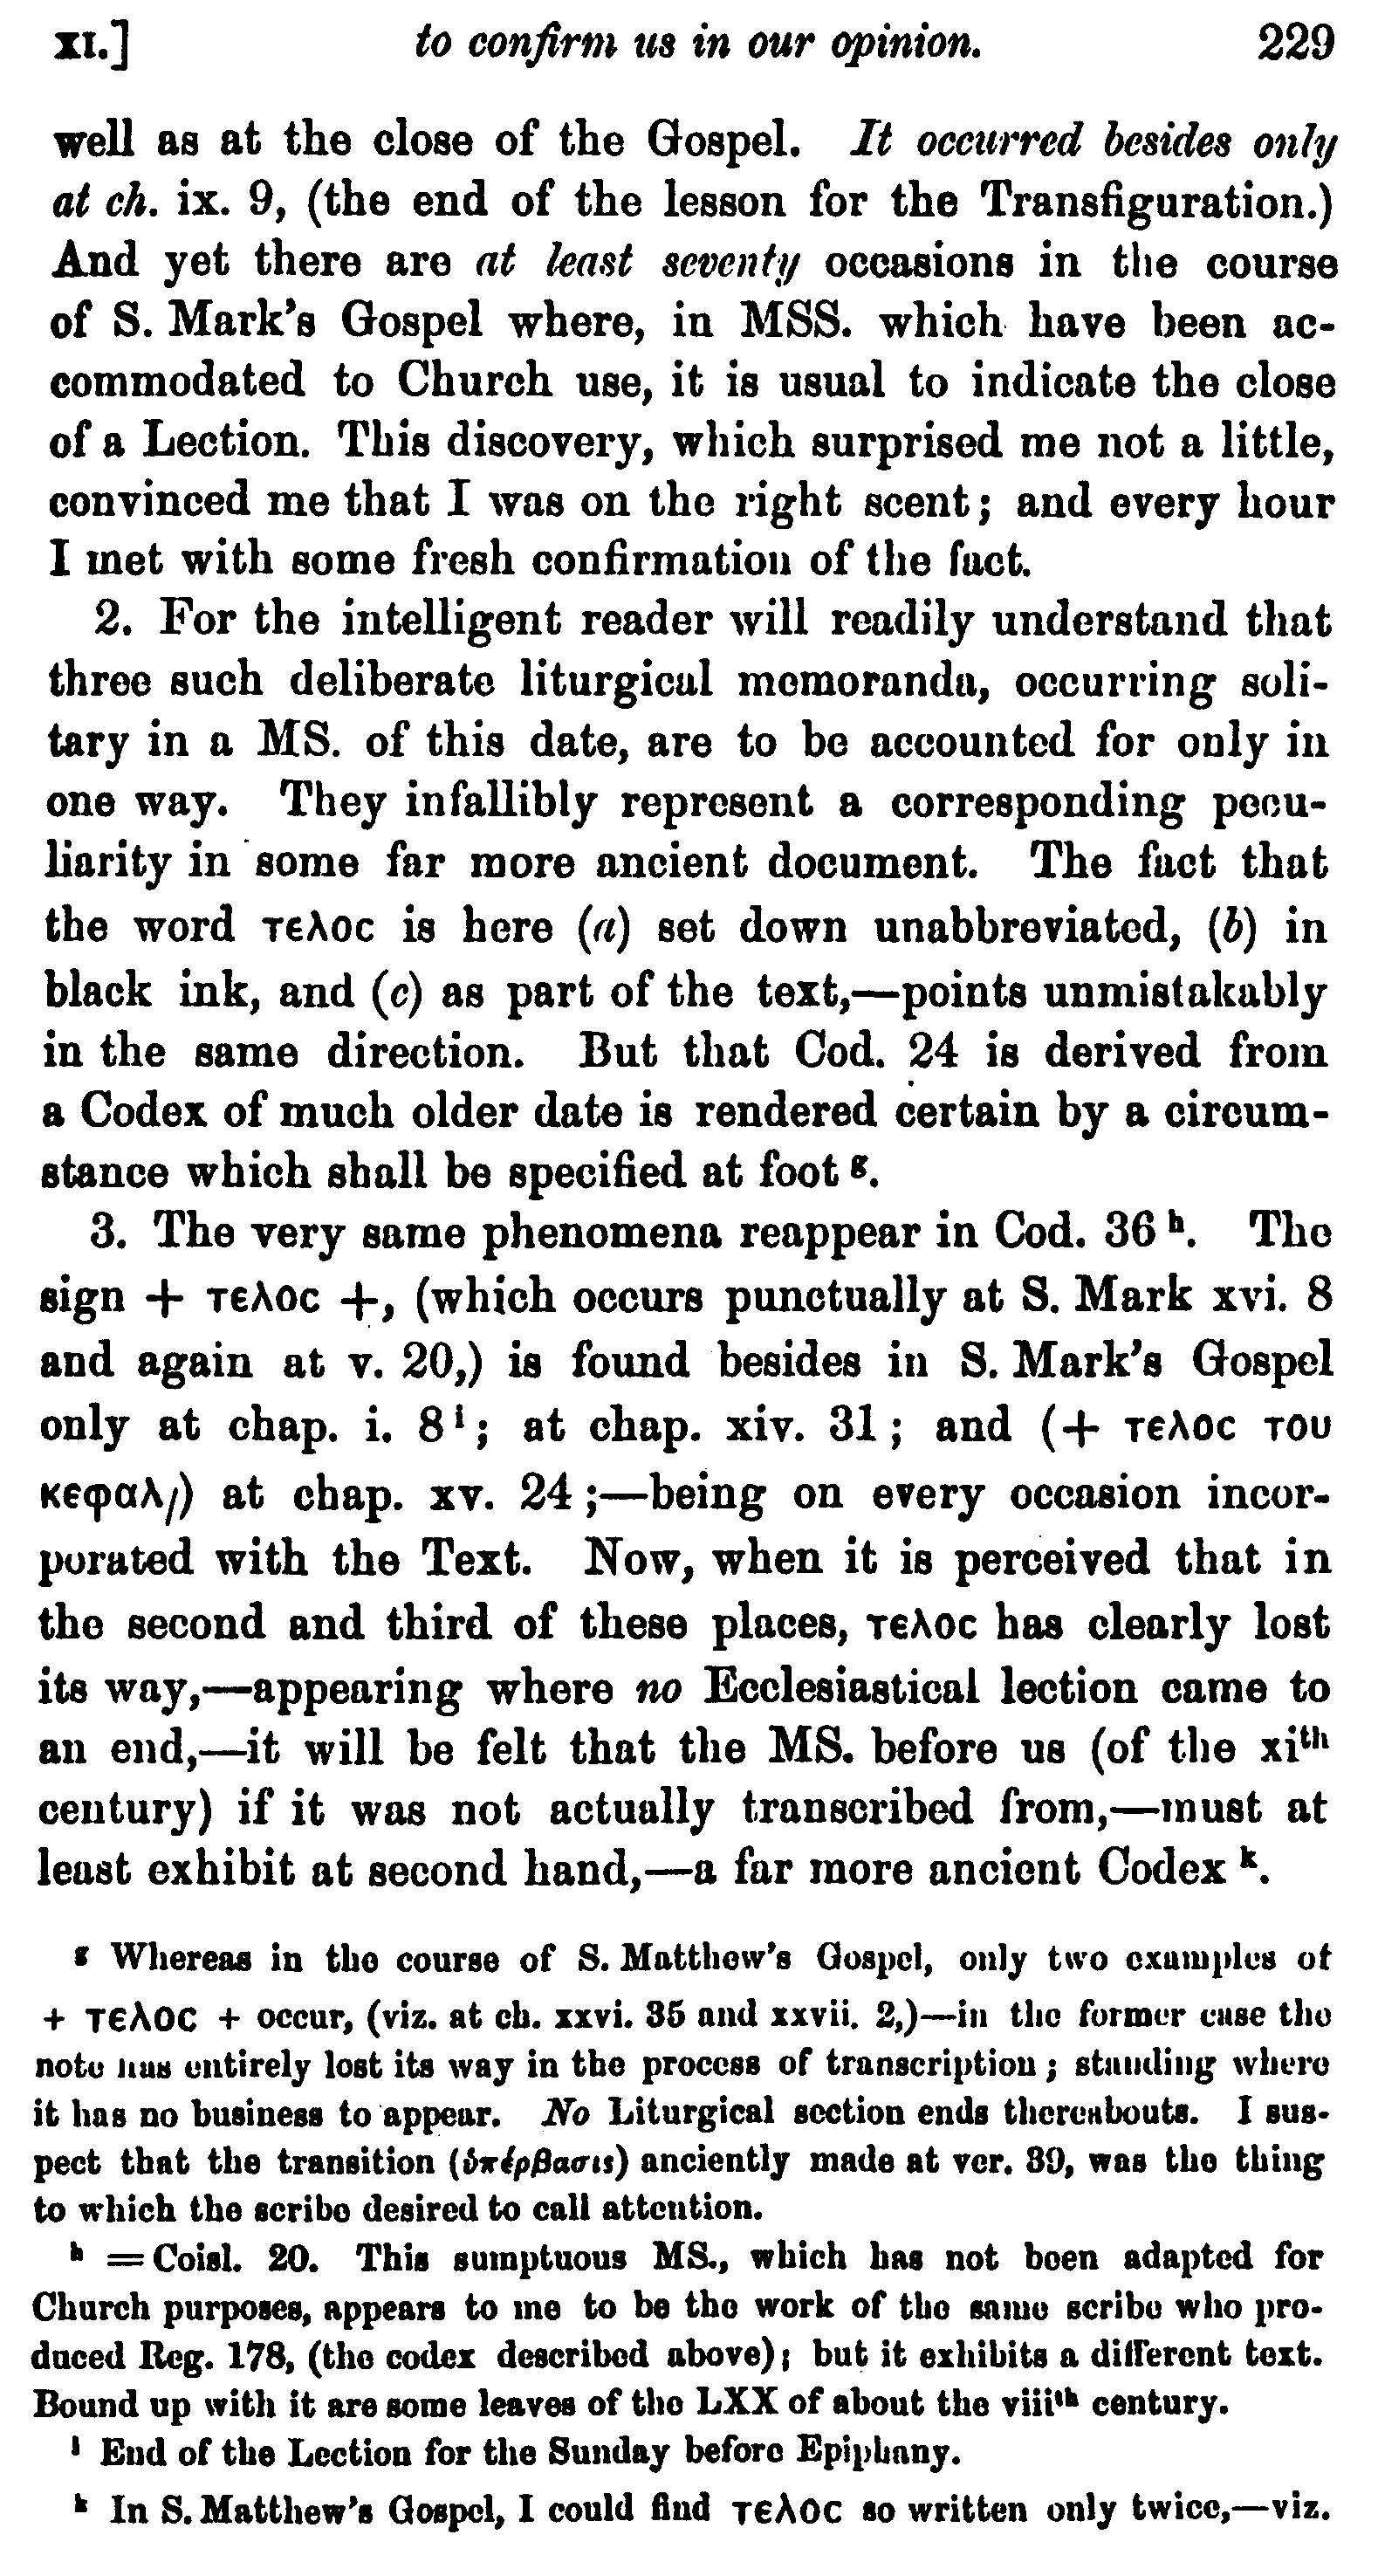 XI.] to confirm us in our opinion. 229
well as at the close of the Gospel. It occurred besides only
at ch. ix. 9, (the end of the lesson for the Transfiguration.)
And yet there are at least seventy occasions in the course
of S. Mark's Gospel where, in MSS. which have been ac-
commodated to Church use, it is usual to indicate the close
of a Lection. This discovery, which surprised me not a little,
convinced me that I was on the right scent; and every hour
I met with some fresh confirmation of the fact.
2. For the intelligent reader will readily understand that
three such deliberate liturgical memoranda, occurring soli-
tary in a MS. of this date, are to be accounted for only in
one way. They infallibly represent a corresponding pecu-
liarity in some far more ancient document. The fact that
the word τελος is here (a) set down unabbreviated, (b) in
black ink, and (c) as part of the text,—points unmistakably
in the same direction. But that Cod. 24 is derived from
a Codex of much older date is rendered certain by a circum-
stance which shall be specified at foot g.
3. The very same phenomena reappear in Cod. 36 h. The
sign + τελος +, (which occurs punctually at S. Mark xvi. 8
and again at v. 20,) is found besides in S. Mark's Gospel
only at chap. i. 8 i; at chap. xiv. 31; and (+ τελος του
κεφαλ/) at chap. xv. 24;—being on every occasion incor-
porated with the Text. Now, when it is perceived that in
the second and third of these places, τελος has clearly lost
its way,—appearing where no Ecclesiastical lection came to
an end,—it will be felt that the MS. before us (of the xith
century) if it was not actually transcribed from,—must at
least exhibit at second hand,—a far more ancient Codex k.
g Whereas in the course of S. Matthew's Gospel, only two examples of
+ τελος + occur, (viz. at ch. xxvi. 35 and xxvii. 2,)—in the former case the
note has entirely lost its way in the process of transcription; standing where
it has no business to appear. No Liturgical section ends thereabouts. I sus-
pect that the transition (ὑπέρβασις) anciently made at ver. 39, was the thing
to which the scribe desired to call attention.
h = Coisl. 20. This sumptuous MS., which has not been adapted for
Church purposes, appears to me to be the work of the same scribe who pro-
duced Reg. 178, (the codex described above); but it exhibits a different text.
Bound up with it are some leaves of the LXX of about the viiith century.
i End of the Lection for the Sunday before Epiphany.
k In S. Matthew's Gospel, I could find τελος so written only twice,—viz.